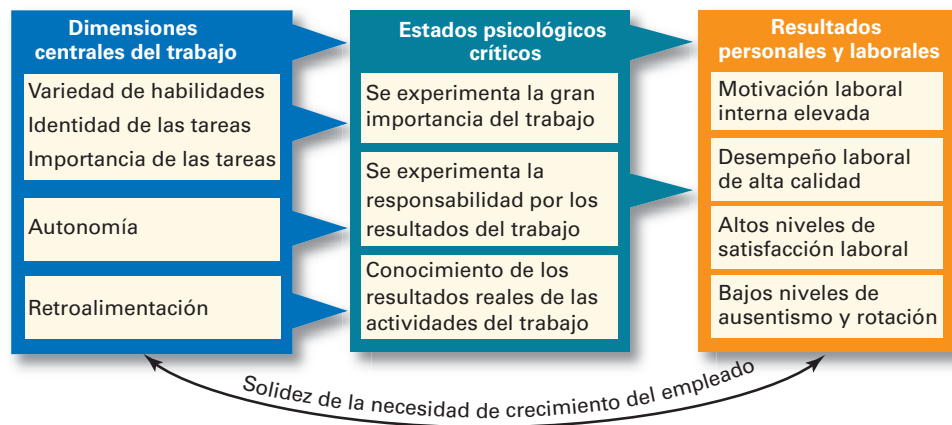 Dimensiones
centrales del trabajo
Variedad de habilidades
Identidad de las tareas
Importancia de las tareas
Autonomía
Retroalimentación
Estados psicológicos
críticos
Se experimenta la gran
importancia del trabajo
Se experimenta la
responsabilidad por los
resultados del trabajo
Conocimiento de los
resultados reales de las
actividades del trabajo
Resultados
personales y laborales
Motivación laboral
interna elevada
Desempeño laboral
de alta calidad
Altos niveles de
satisfacción laboral
Bajos niveles de
ausentismo y rotación
Solidez de la necesidad de crecimiento del empleado